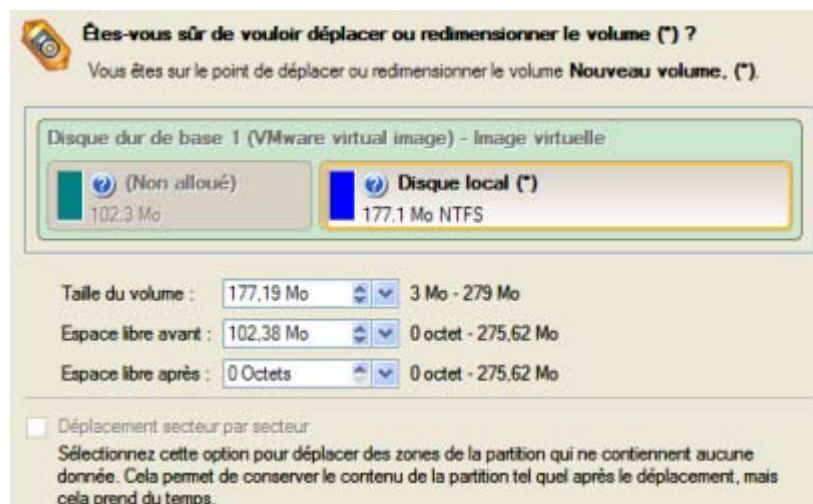 Êtes-vous sûr de vouloir déplacer ou redimensionner le volume (*) ?
Vous êtes sur le point de déplacer ou redimensionner le volume Nouveau volume, (*).
Disque dur de base 1 (VMware virtual image) - Image virtuelle
(Non alloué)
102,3 Mo
Disque local (*)
177,1 Mo NTFS
Taille du volume : 177,19 Mo 3 Mo - 279 Mo
Espace libre avant : 102,38 Mo 0 octet - 275,62 Mo
Espace libre après : 0 Octets 0 octet - 275,62 Mo
Déplacement secteur par secteur
Sélectionnez cette option pour déplacer des zones de la partition qui ne contiennent aucune
donnée. Cela permet de conserver le contenu de la partition tel quel après le déplacement, mais
cela prend du temps.